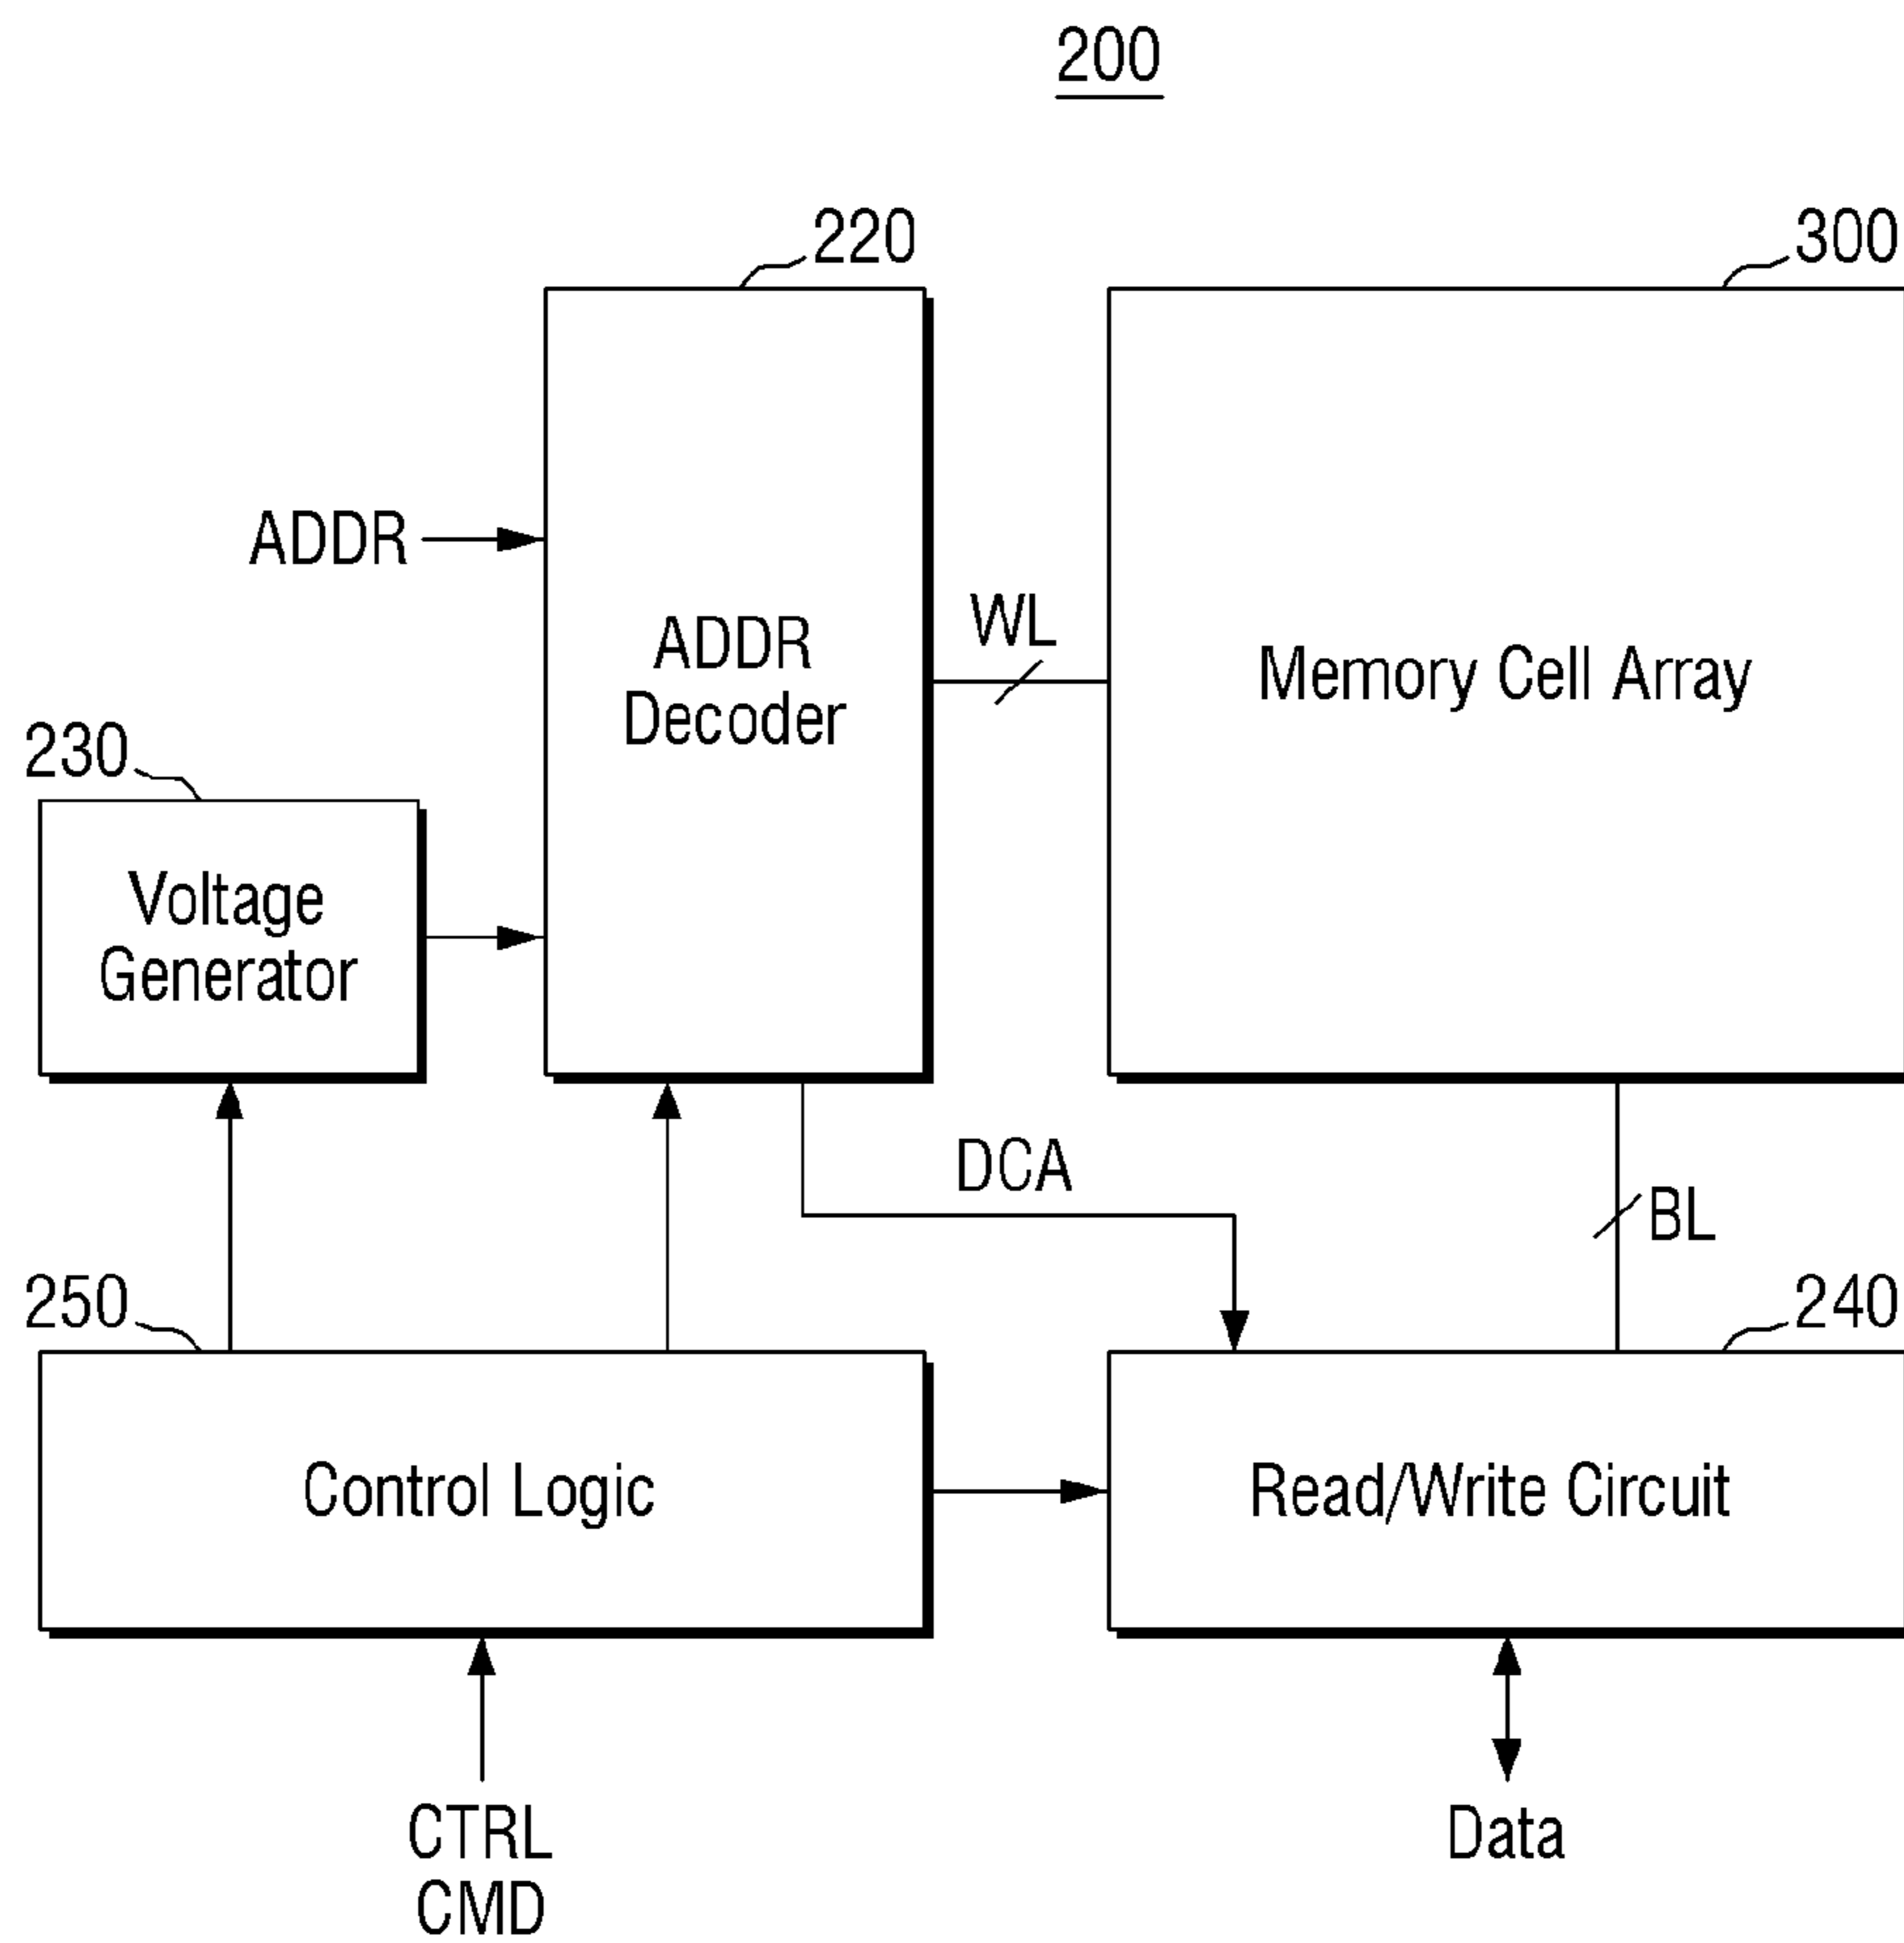 200
220
300
ADDR
ADDR
Decoder
WL
Memory Cell Array
230
Voltage
Generator
DCA
BL
250
240
Control Logic
Read/Write Circuit
CTRL
CMD
Data